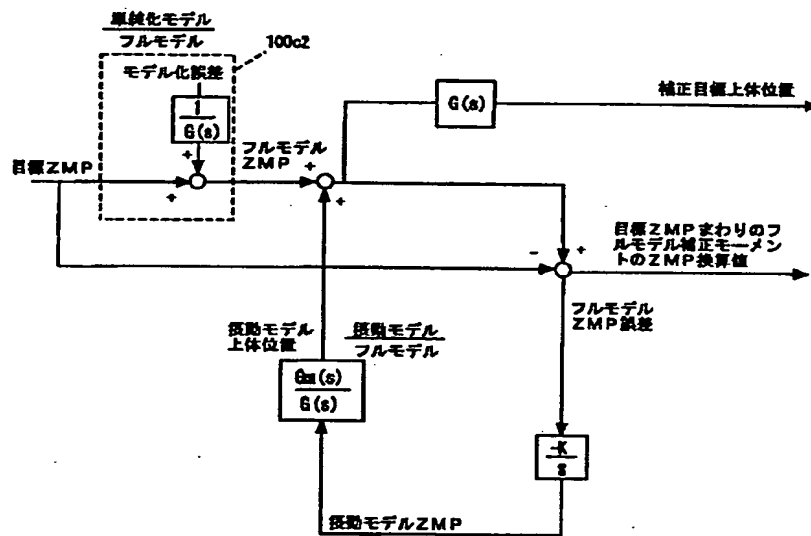 単純化モデル
フルモデル
100c2
モデル化誤差
1
G(s)
目標ZMP
フルモデル
ZMP
G(s)
補正目標上体位置
+
+
+
+
目標ZMPまわりのフ
ルモデル補正モーメン
トのZMP換算値
-
+
フルモデル
ZMP誤差
摂動モデル
上体位置
摂動モデル
フルモデル
Gm(s)
G(s)
-K
s
摂動モデルZMP